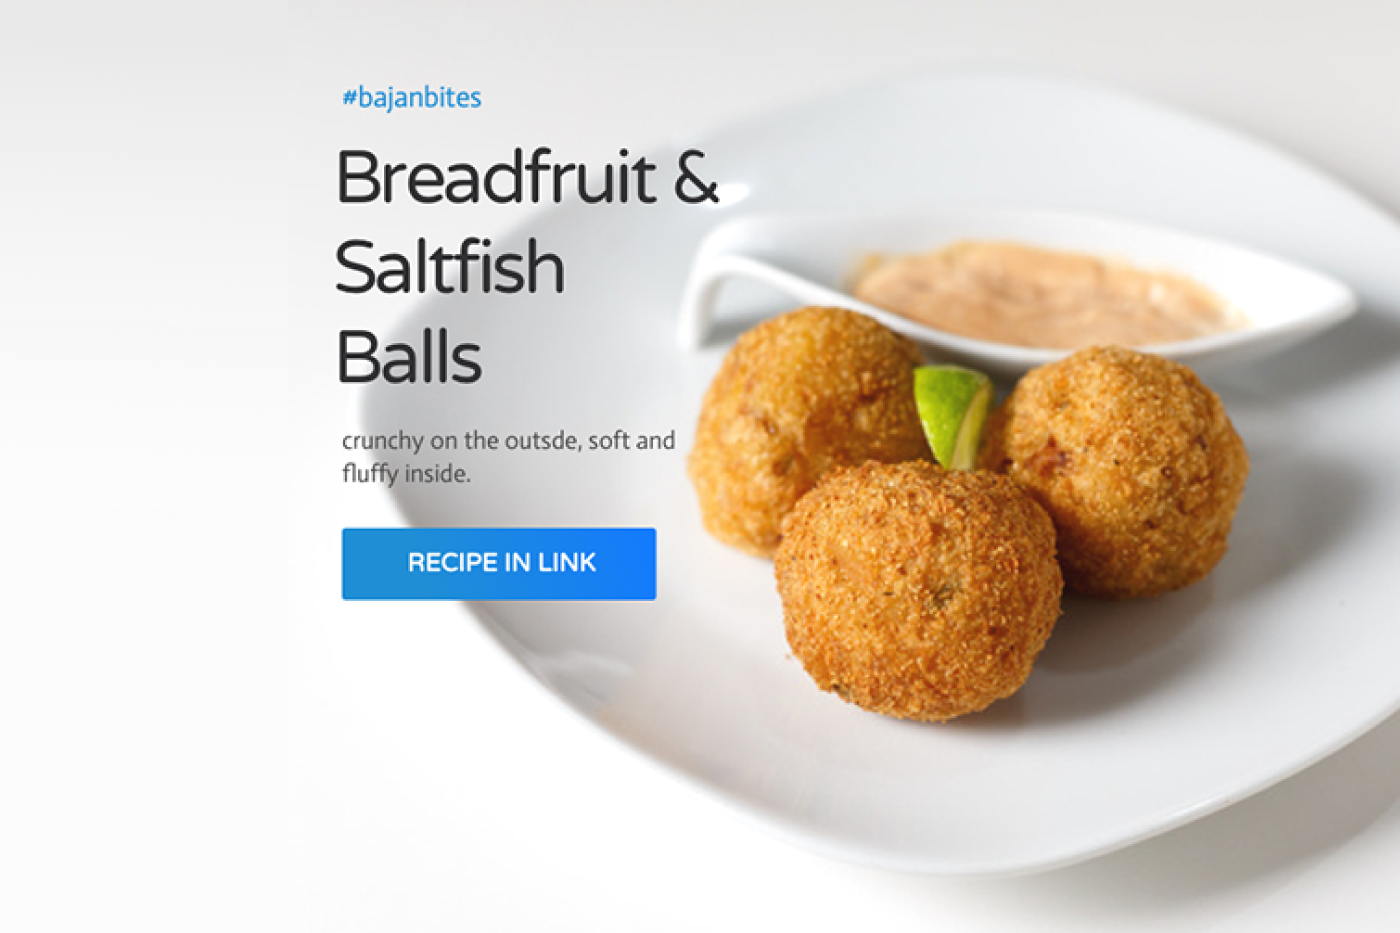 #bajanbites
Breadfruit &
Saltfish
Balls
crunchy on the outsde, soft and
fluffy inside.
RECIPE IN LINK